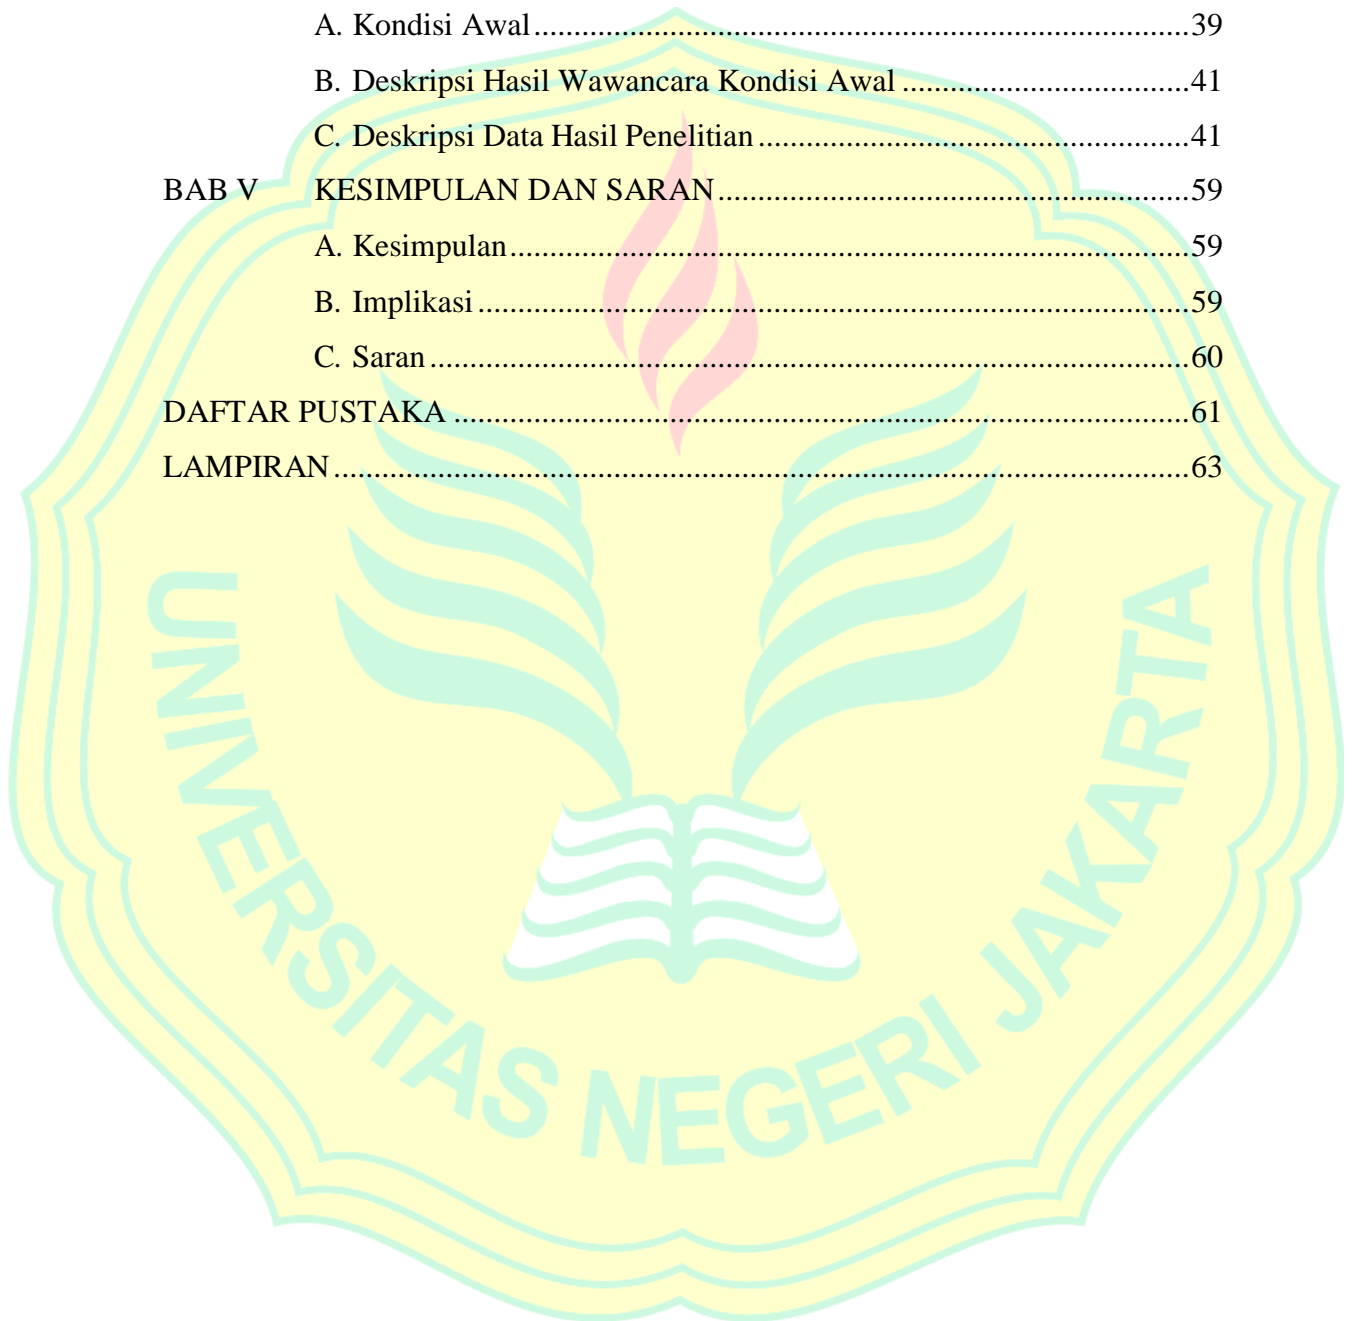 A. Kondisi Awal ........ 39
B. Deskripsi Hasil Wawancara Kondisi Awal ........ 41
C. Deskripsi Data Hasil Penelitian ........ 41
BAB V KESIMPULAN DAN SARAN ........ 59
A. Kesimpulan ........ 59
B. Implikasi ........ 59
C. Saran ........ 60
DAFTAR PUSTAKA ........ 61
LAMPIRAN ........ 63
UNIVERSITAS NEGERI JAKARTA